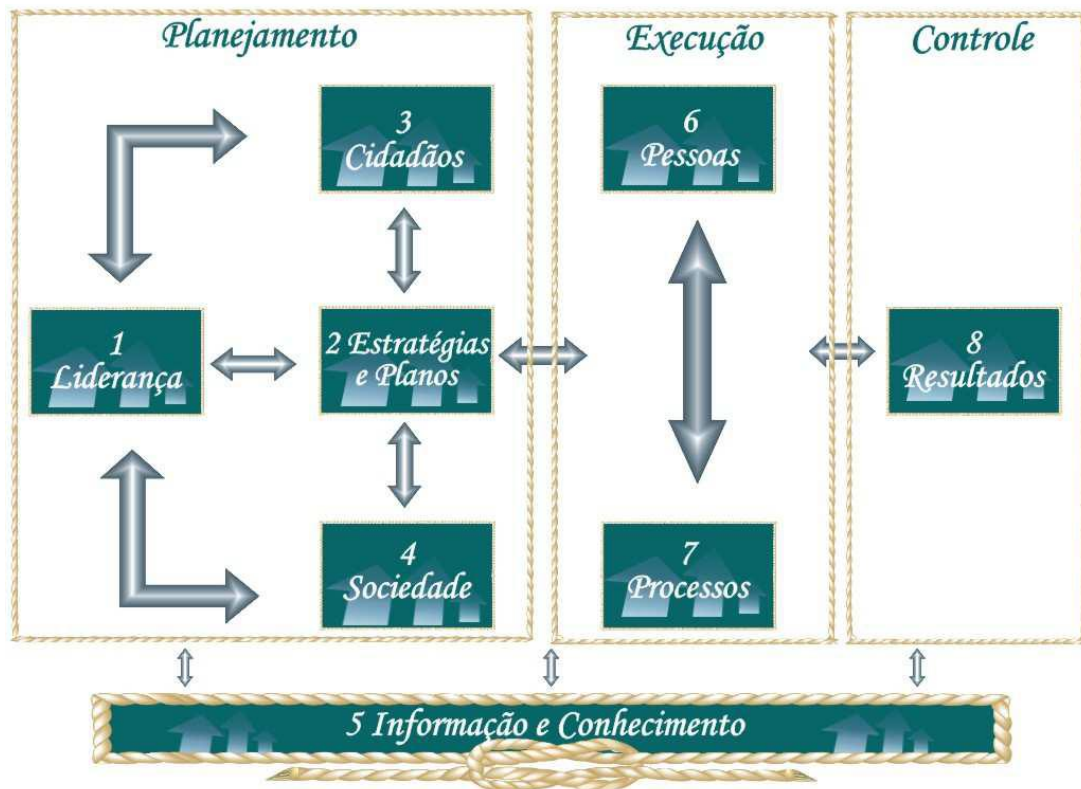 Planejamento
Execução
Controle
3
Cidadãos
6
Pessoas
1
Liderança
2 Estratégias
e Planos
8
Resultados
4
Sociedade
7
Processos
5 Informação e Conhecimento